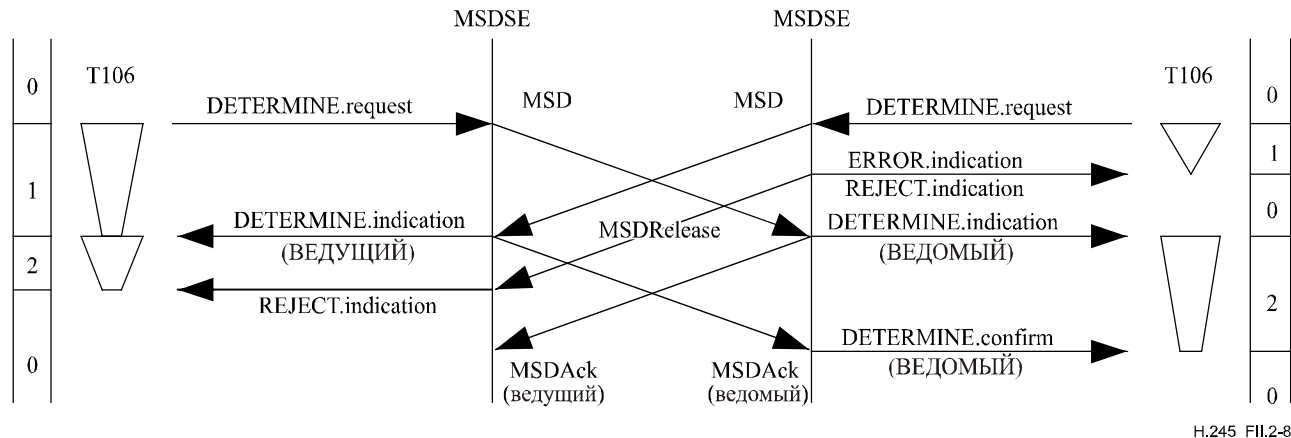 MSDSE MSDSE
T106 T106
0 0
DETERMINE.request MSD MSD DETERMINE.request
ERROR.indication 1
1 REJECT.indication
DETERMINE.indication MSDRelease DETERMINE.indication 0
(ВЕДУЩИЙ) (ВЕДОМЫЙ)
2
REJECT.indication 2
DETERMINE.confirm
0 MSDAck MSDAck (ВЕДОМЫЙ)
(ведущий) (ведомый) 0
H.245 FII.2-8